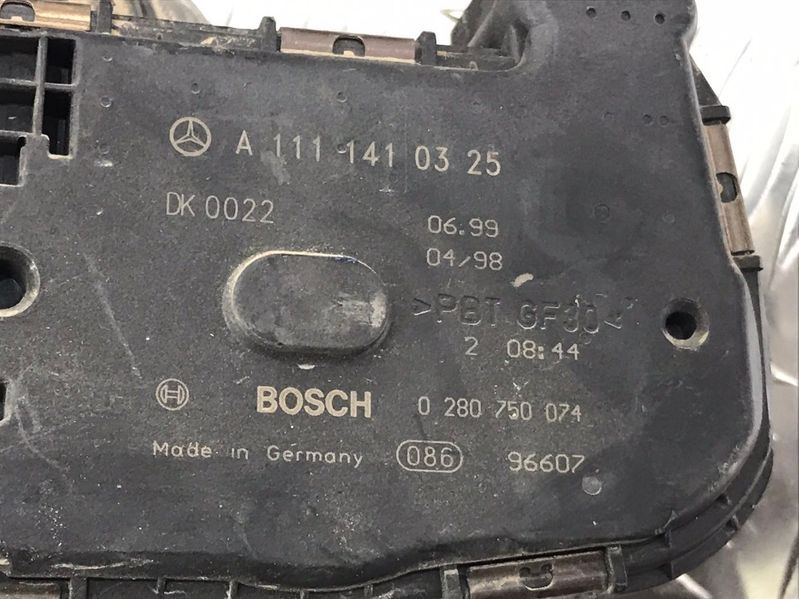 A 111 141 03 25
DK 0022
06.99
04/98
>PBT GF30<
2 08:44
BOSCH 0 280 750 074
Made in Germany 086 96607